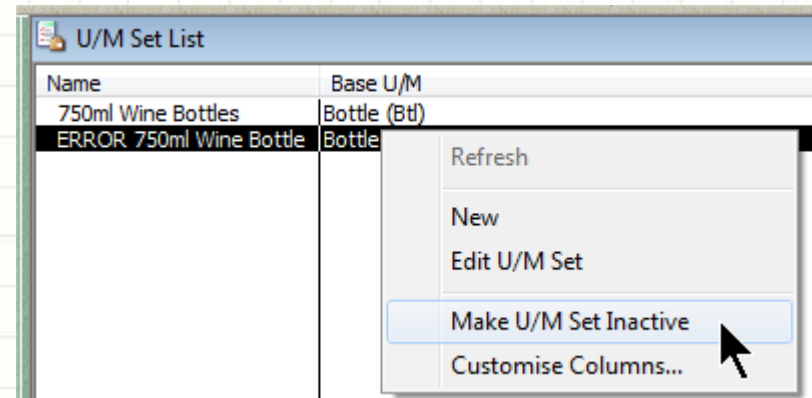 U/M Set List
Name Base U/M
750ml Wine Bottles Bottle (Btl)
ERROR 750ml Wine Bottle Bottle
Refresh
New
Edit U/M Set
Make U/M Set Inactive
Customise Columns...